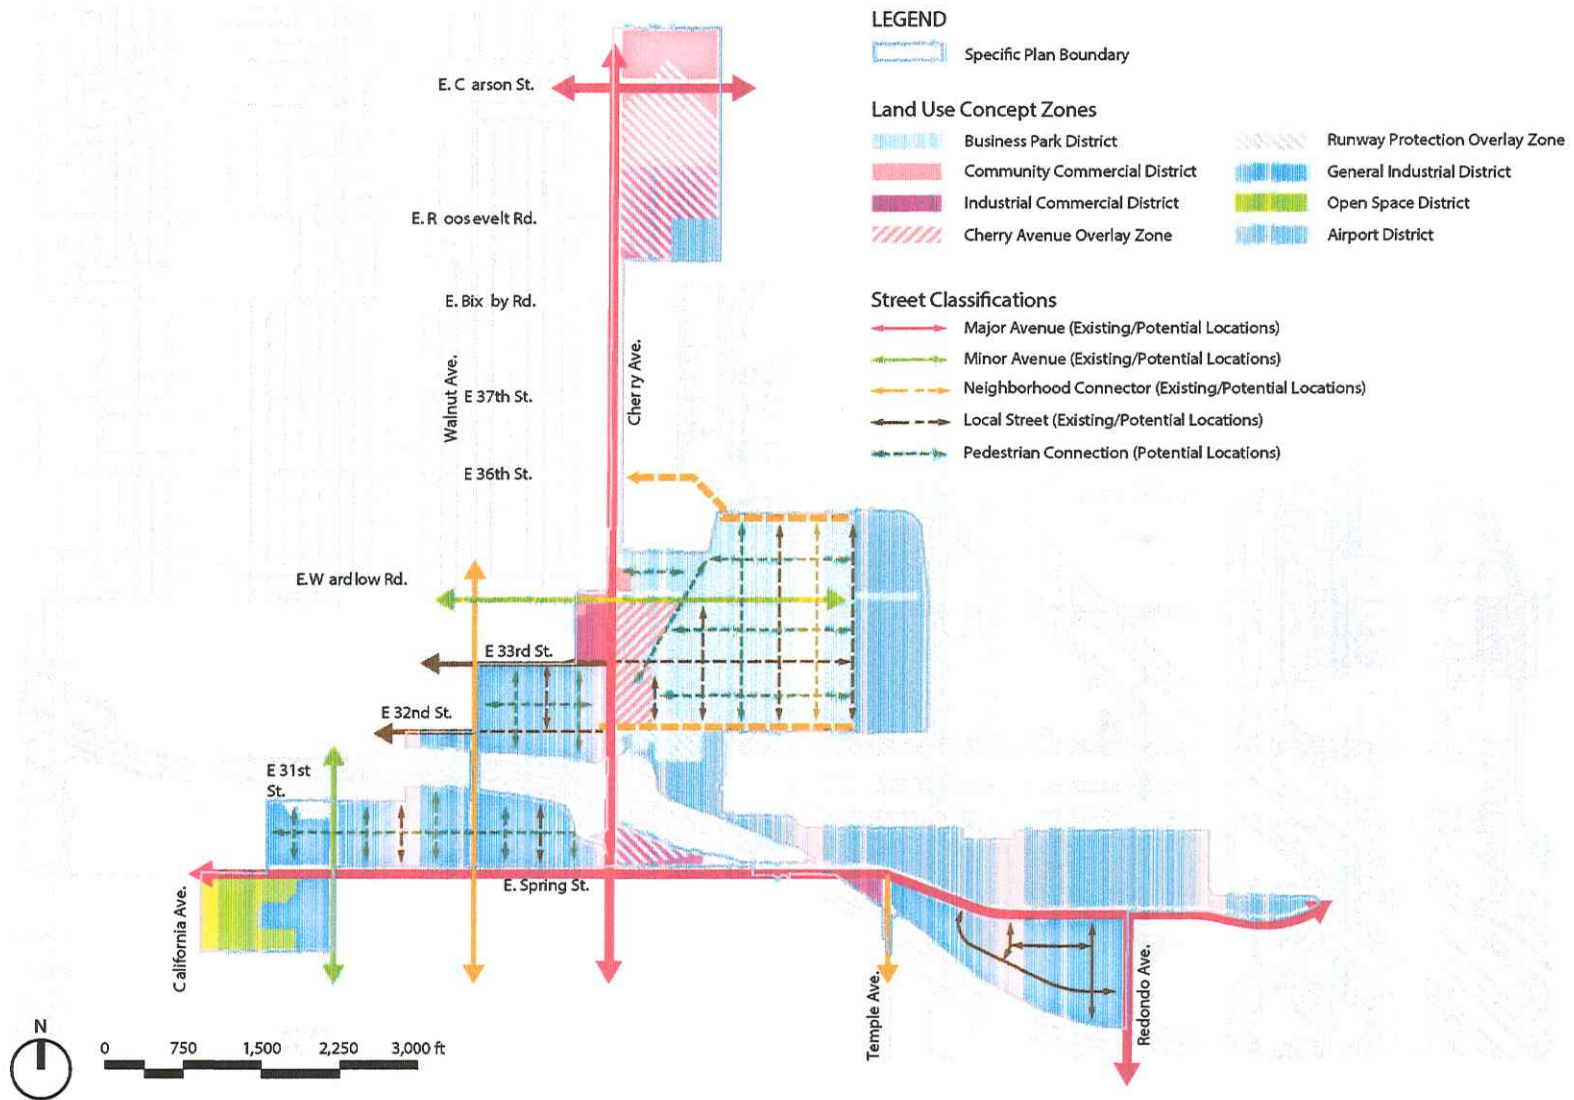 LEGEND
Specific Plan Boundary
Land Use Concept Zones
Business Park District
Runway Protection Overlay Zone
Community Commercial District
General Industrial District
Industrial Commercial District
Open Space District
Cherry Avenue Overlay Zone
Airport District
Street Classifications
Major Avenue (Existing/Potential Locations)
Minor Avenue (Existing/Potential Locations)
Neighborhood Connector (Existing/Potential Locations)
Local Street (Existing/Potential Locations)
Pedestrian Connection (Potential Locations)
E. C arson St.
E. R oosevelt Rd.
E. Bix by Rd.
Walnut Ave.
Cher ry Ave.
E 37th St.
E 36th St.
E.W ardlow Rd.
E 33rd St.
E 32nd St.
E 31st
St.
E. Spring St.
California Ave.
Temple Ave.
Redondo Ave.
N
0 750 1,500 2,250 3,000 ft